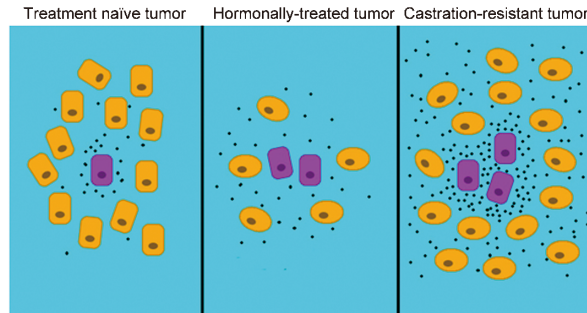 Treatment naïve tumor
Hormonally-treated tumor
Castration-resistant tumor